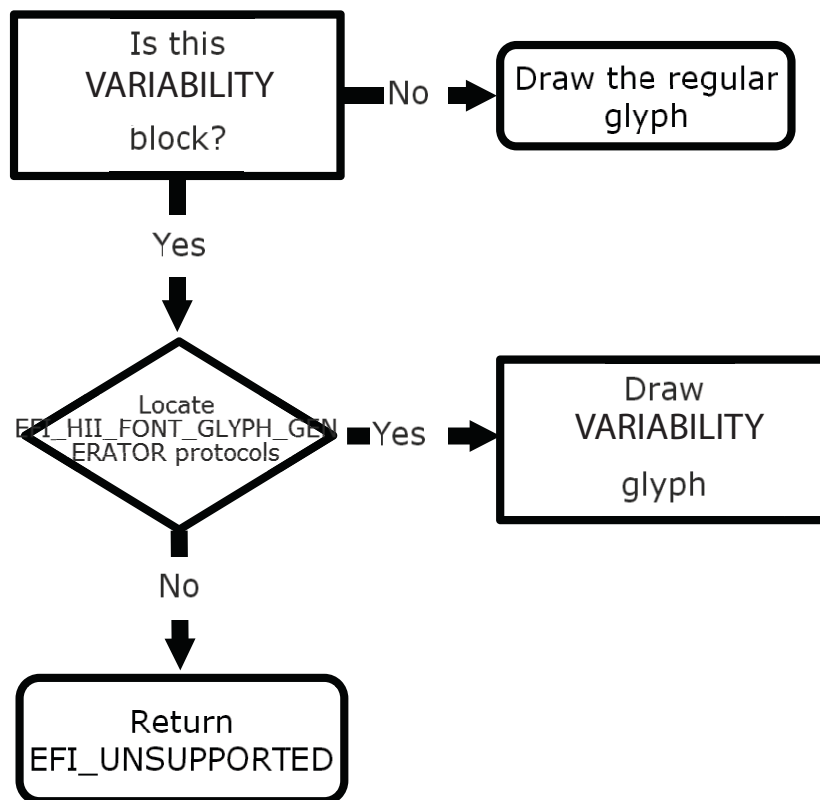 Is this
VARIABILITY
block?
No
Draw the regular
glyph
Yes
Locate
EFI_HII_FONT_GLYPH_GEN
ERATOR protocols
Yes
Draw
VARIABILITY
glyph
No
Return
EFI_UNSUPPORTED